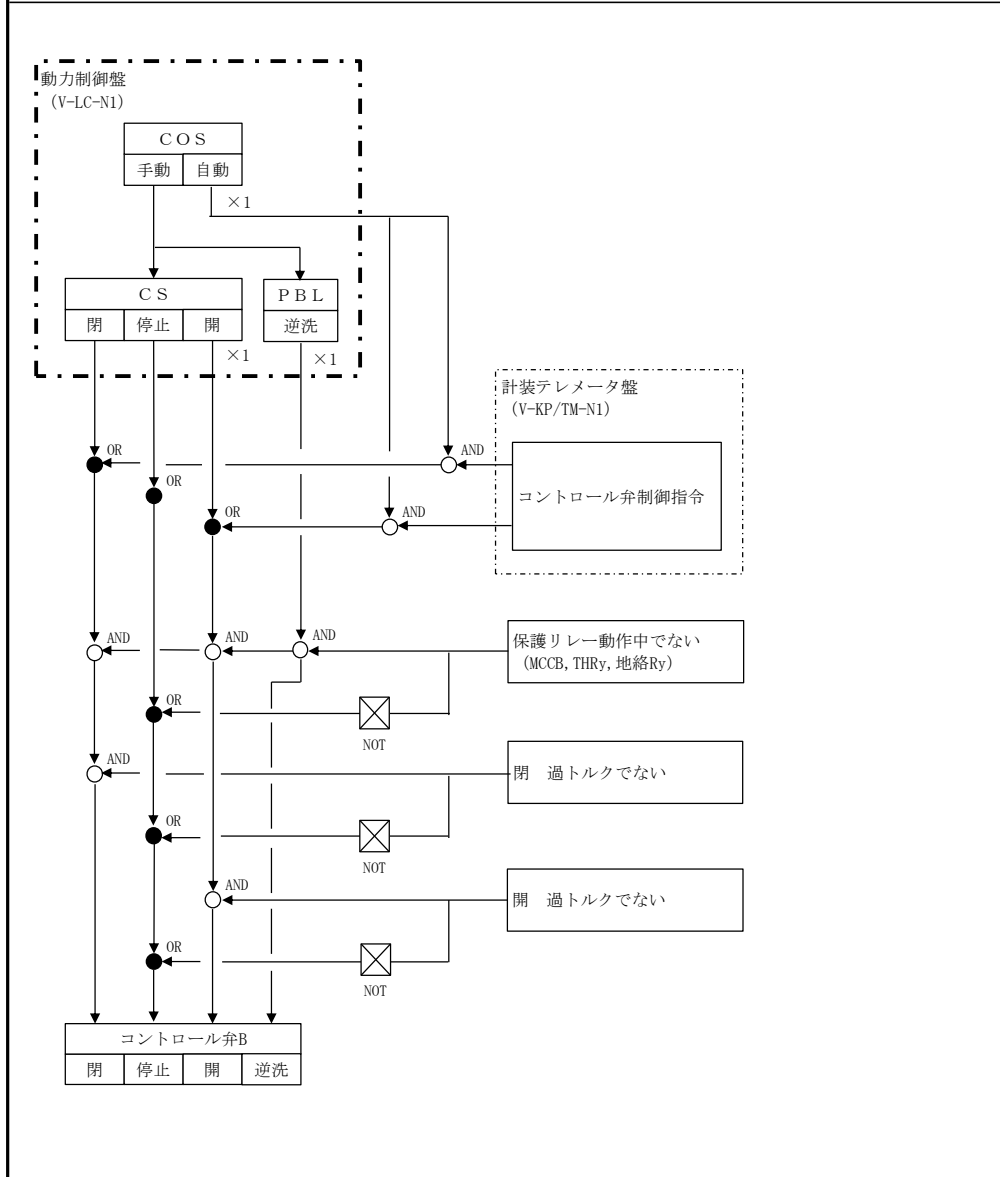 動力制御盤
(V-LC-N1)
COS
手動 自動
×1
CS
PBL
閉 停止 開
逆洗
×1 ×1
計装テレメータ盤
(V-KP/TM-N1)
OR
AND
OR
コントロール弁制御指令
OR
AND
保護リレー動作中でない
(MCCB,THRy,地絡Ry)
AND AND AND
OR
NOT
AND
閉 過トルクでない
OR
NOT
AND
開 過トルクでない
OR
NOT
コントロール弁B
閉 停止 開 逆洗